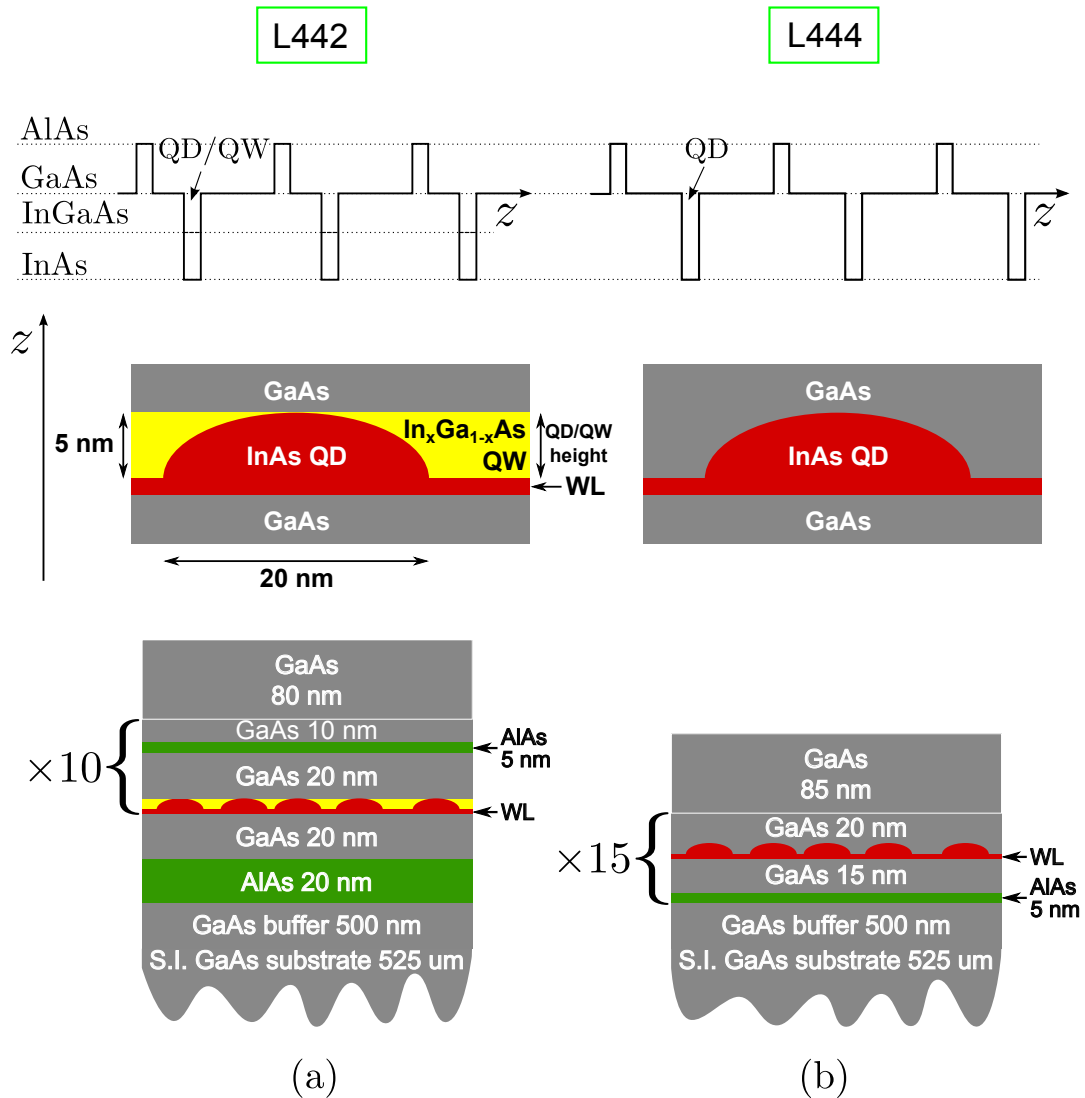 L442
L444
AlAs
QD/QW
QD
GaAs
InGaAs
z
z
InAs
z
GaAs
5 nm
InAs QD
InxGa1-xAs
QW
QD/QW
height
WL
GaAs
20 nm
GaAs
InAs QD
GaAs
GaAs
80 nm
GaAs 10 nm
AlAs
5 nm
×10
GaAs 20 nm
WL
GaAs 20 nm
AlAs 20 nm
GaAs buffer 500 nm
S.I. GaAs substrate 525 um
GaAs
85 nm
GaAs 20 nm
×15
WL
GaAs 15 nm
AlAs
5 nm
GaAs buffer 500 nm
S.I. GaAs substrate 525 um
(a)
(b)